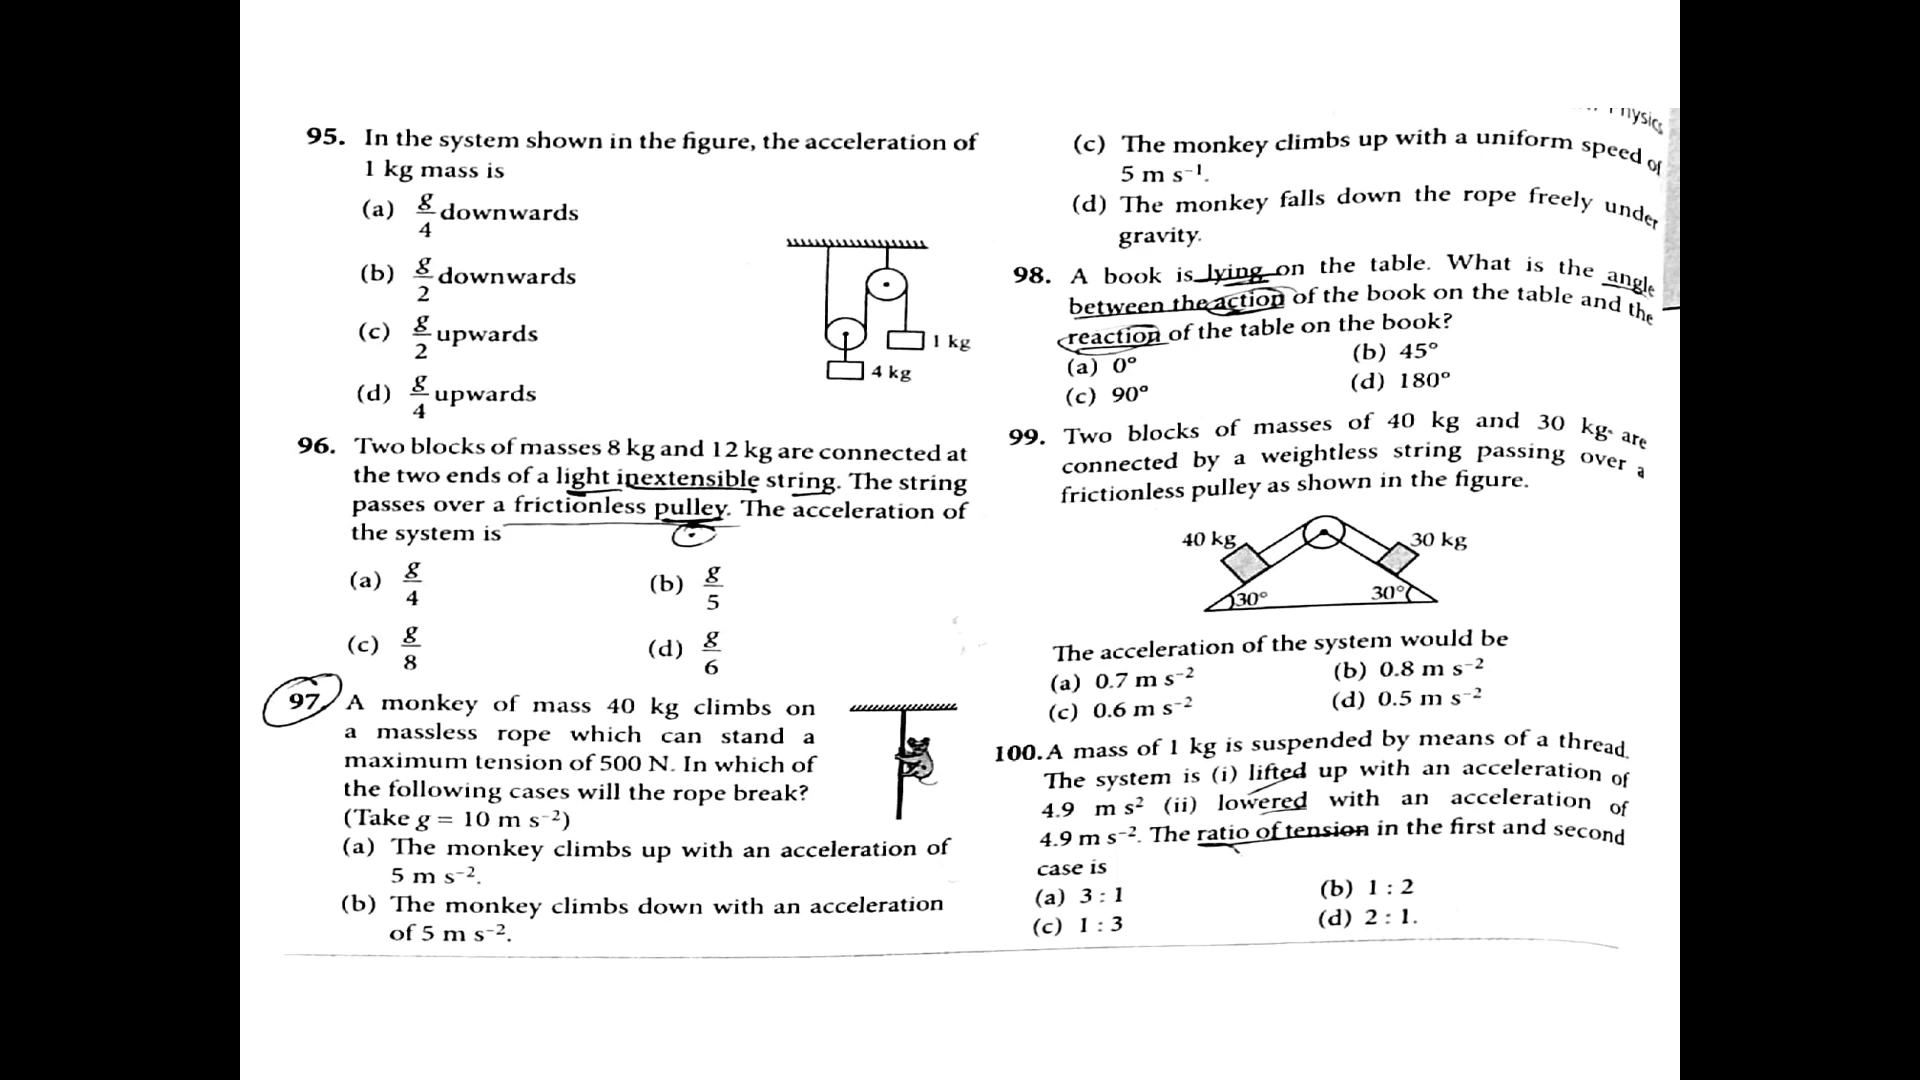 95. In the system shown in the figure, the acceleration of
1 kg mass is
(a) g/4 downwards
(b) g/2 downwards
(c) g/2 upwards
(d) g/4 upwards
1 kg
4 kg
96. Two blocks of masses 8 kg and 12 kg are connected at
the two ends of a light inextensible string. The string
passes over a frictionless pulley. The acceleration of
the system is
(a) g/4 (b) g/5
(c) g/8 (d) g/6
97. A monkey of mass 40 kg climbs on
a massless rope which can stand a
maximum tension of 500 N. In which of
the following cases will the rope break?
(Take g = 10 m s⁻²)
(a) The monkey climbs up with an acceleration of
5 m s⁻².
(b) The monkey climbs down with an acceleration
of 5 m s⁻².
Physics
(c) The monkey climbs up with a uniform speed of
5 m s⁻¹.
(d) The monkey falls down the rope freely under
gravity.
98. A book is lying on the table. What is the angle
between the action of the book on the table and the
reaction of the table on the book?
(a) 0° (b) 45°
(c) 90° (d) 180°
99. Two blocks of masses of 40 kg and 30 kg are
connected by a weightless string passing over a
frictionless pulley as shown in the figure.
40 kg 30 kg
30° 30°
The acceleration of the system would be
(a) 0.7 m s⁻² (b) 0.8 m s⁻²
(c) 0.6 m s⁻² (d) 0.5 m s⁻²
100. A mass of 1 kg is suspended by means of a thread.
The system is (i) lifted up with an acceleration of
4.9 m s² (ii) lowered with an acceleration of
4.9 m s⁻². The ratio of tension in the first and second
case is
(a) 3 : 1 (b) 1 : 2
(c) 1 : 3 (d) 2 : 1.